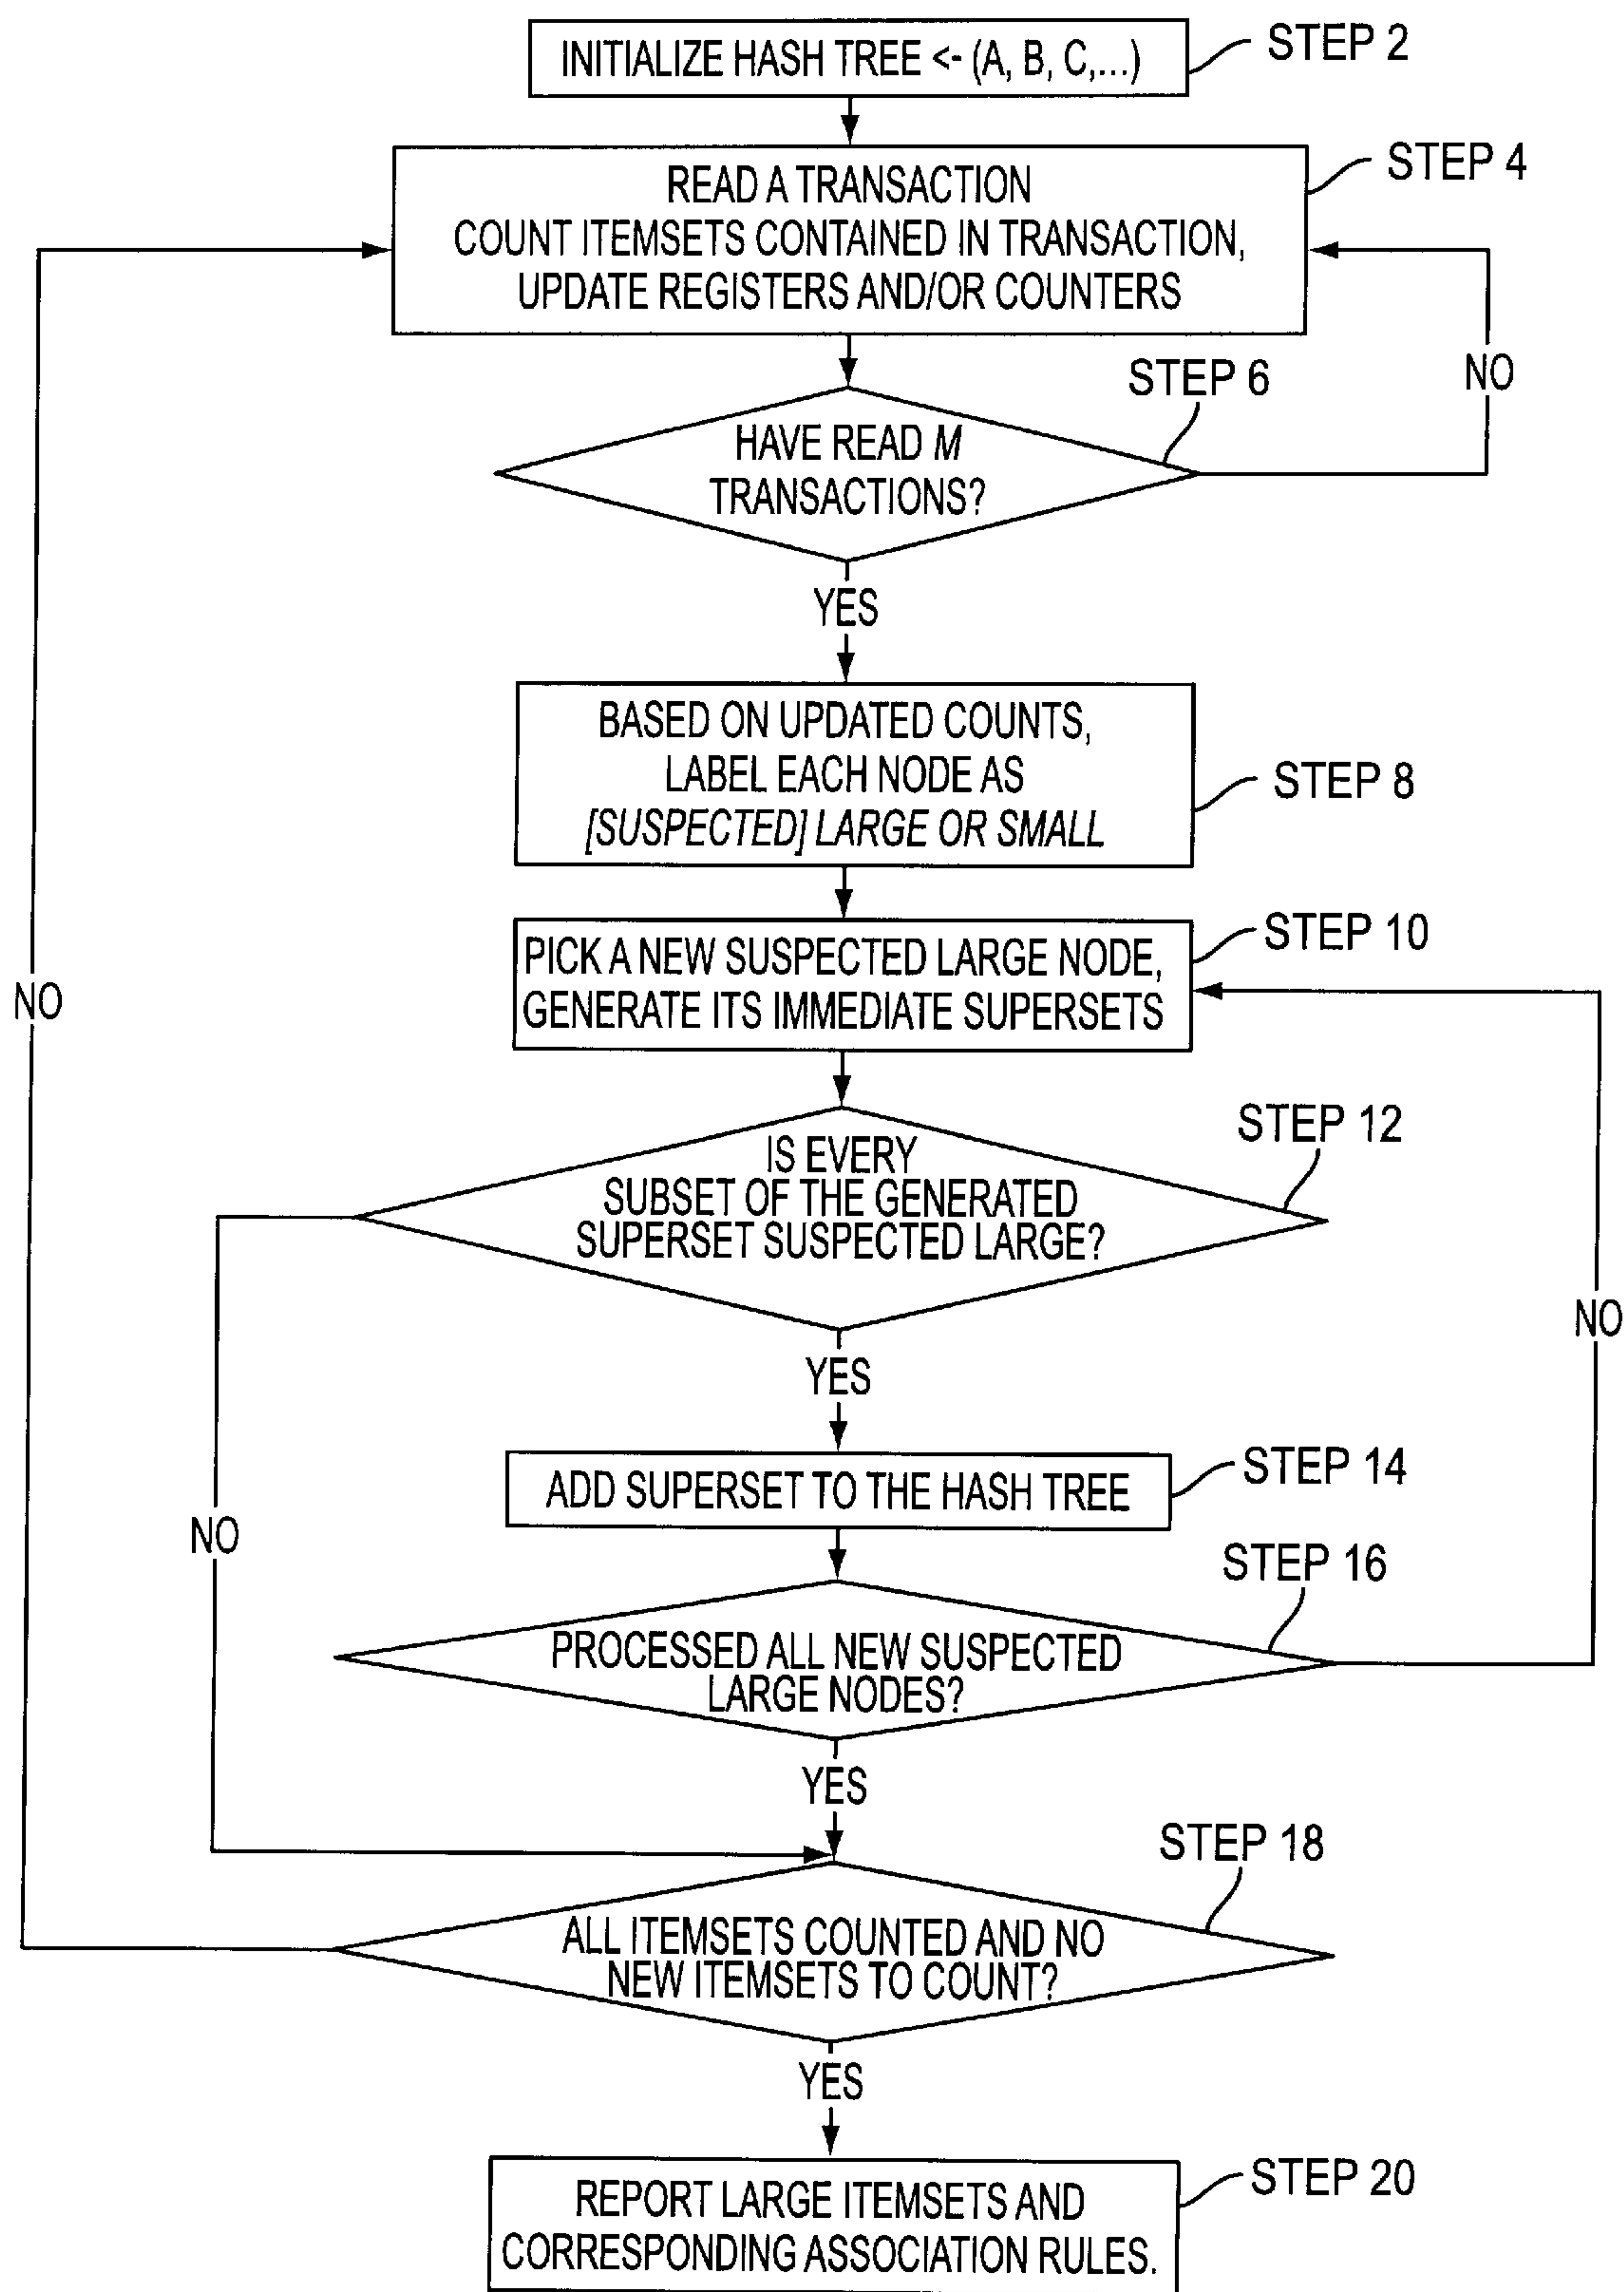 INITIALIZE HASH TREE <- (A, B, C,...)
STEP 2
READ A TRANSACTION
COUNT ITEMSETS CONTAINED IN TRANSACTION,
UPDATE REGISTERS AND/OR COUNTERS
STEP 4
STEP 6
NO
HAVE READ M
TRANSACTIONS?
YES
BASED ON UPDATED COUNTS,
LABEL EACH NODE AS
[SUSPECTED] LARGE OR SMALL
STEP 8
PICK A NEW SUSPECTED LARGE NODE,
GENERATE ITS IMMEDIATE SUPERSETS
STEP 10
NO
STEP 12
IS EVERY
SUBSET OF THE GENERATED
SUPERSET SUSPECTED LARGE?
NO
YES
ADD SUPERSET TO THE HASH TREE
STEP 14
NO
STEP 16
PROCESSED ALL NEW SUSPECTED
LARGE NODES?
YES
STEP 18
ALL ITEMSETS COUNTED AND NO
NEW ITEMSETS TO COUNT?
YES
REPORT LARGE ITEMSETS AND
CORRESPONDING ASSOCIATION RULES.
STEP 20